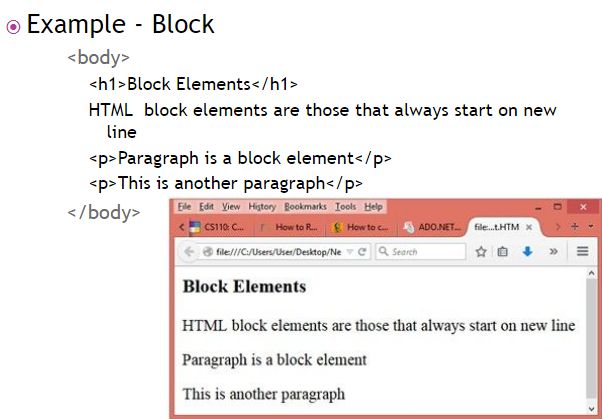 Example - Block
<body>
<h1>Block Elements</h1>
HTML block elements are those that always start on new
line
<p>Paragraph is a block element</p>
<p>This is another paragraph</p>
</body>
File Edit View History Bookmarks Tools Help
CS110: C... How to R... How to c... ADO.NET... file:...t.HTM
file:///C:/Users/User/Desktop/Ne Search
Block Elements
HTML block elements are those that always start on new line
Paragraph is a block element
This is another paragraph